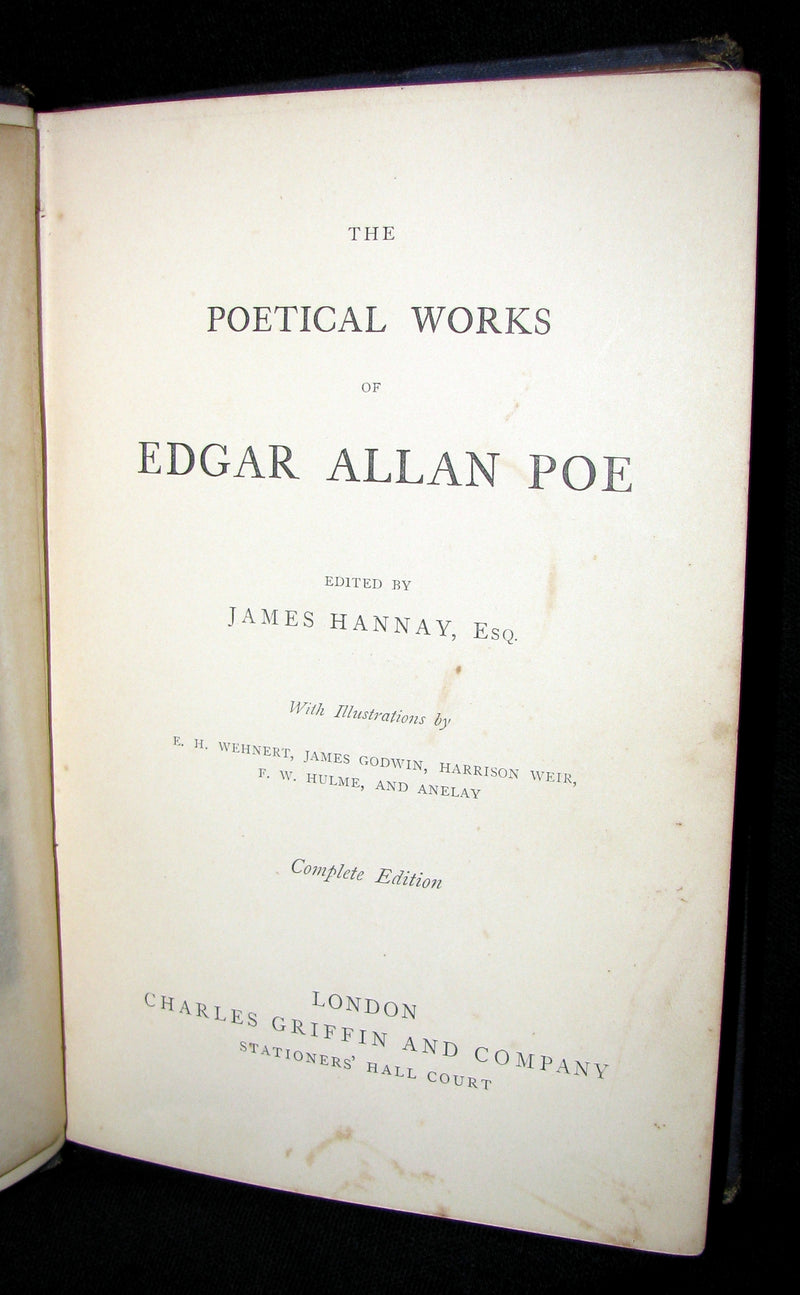 THE
POETICAL WORKS
OF
EDGAR ALLAN POE
EDITED BY
JAMES HANNAY, ESQ.
With Illustrations by
E. H. WEHNERT, JAMES GODWIN, HARRISON WEIR,
F. W. HULME, AND ANELAY
Complete Edition
LONDON
CHARLES GRIFFIN AND COMPANY
STATIONERS' HALL COURT